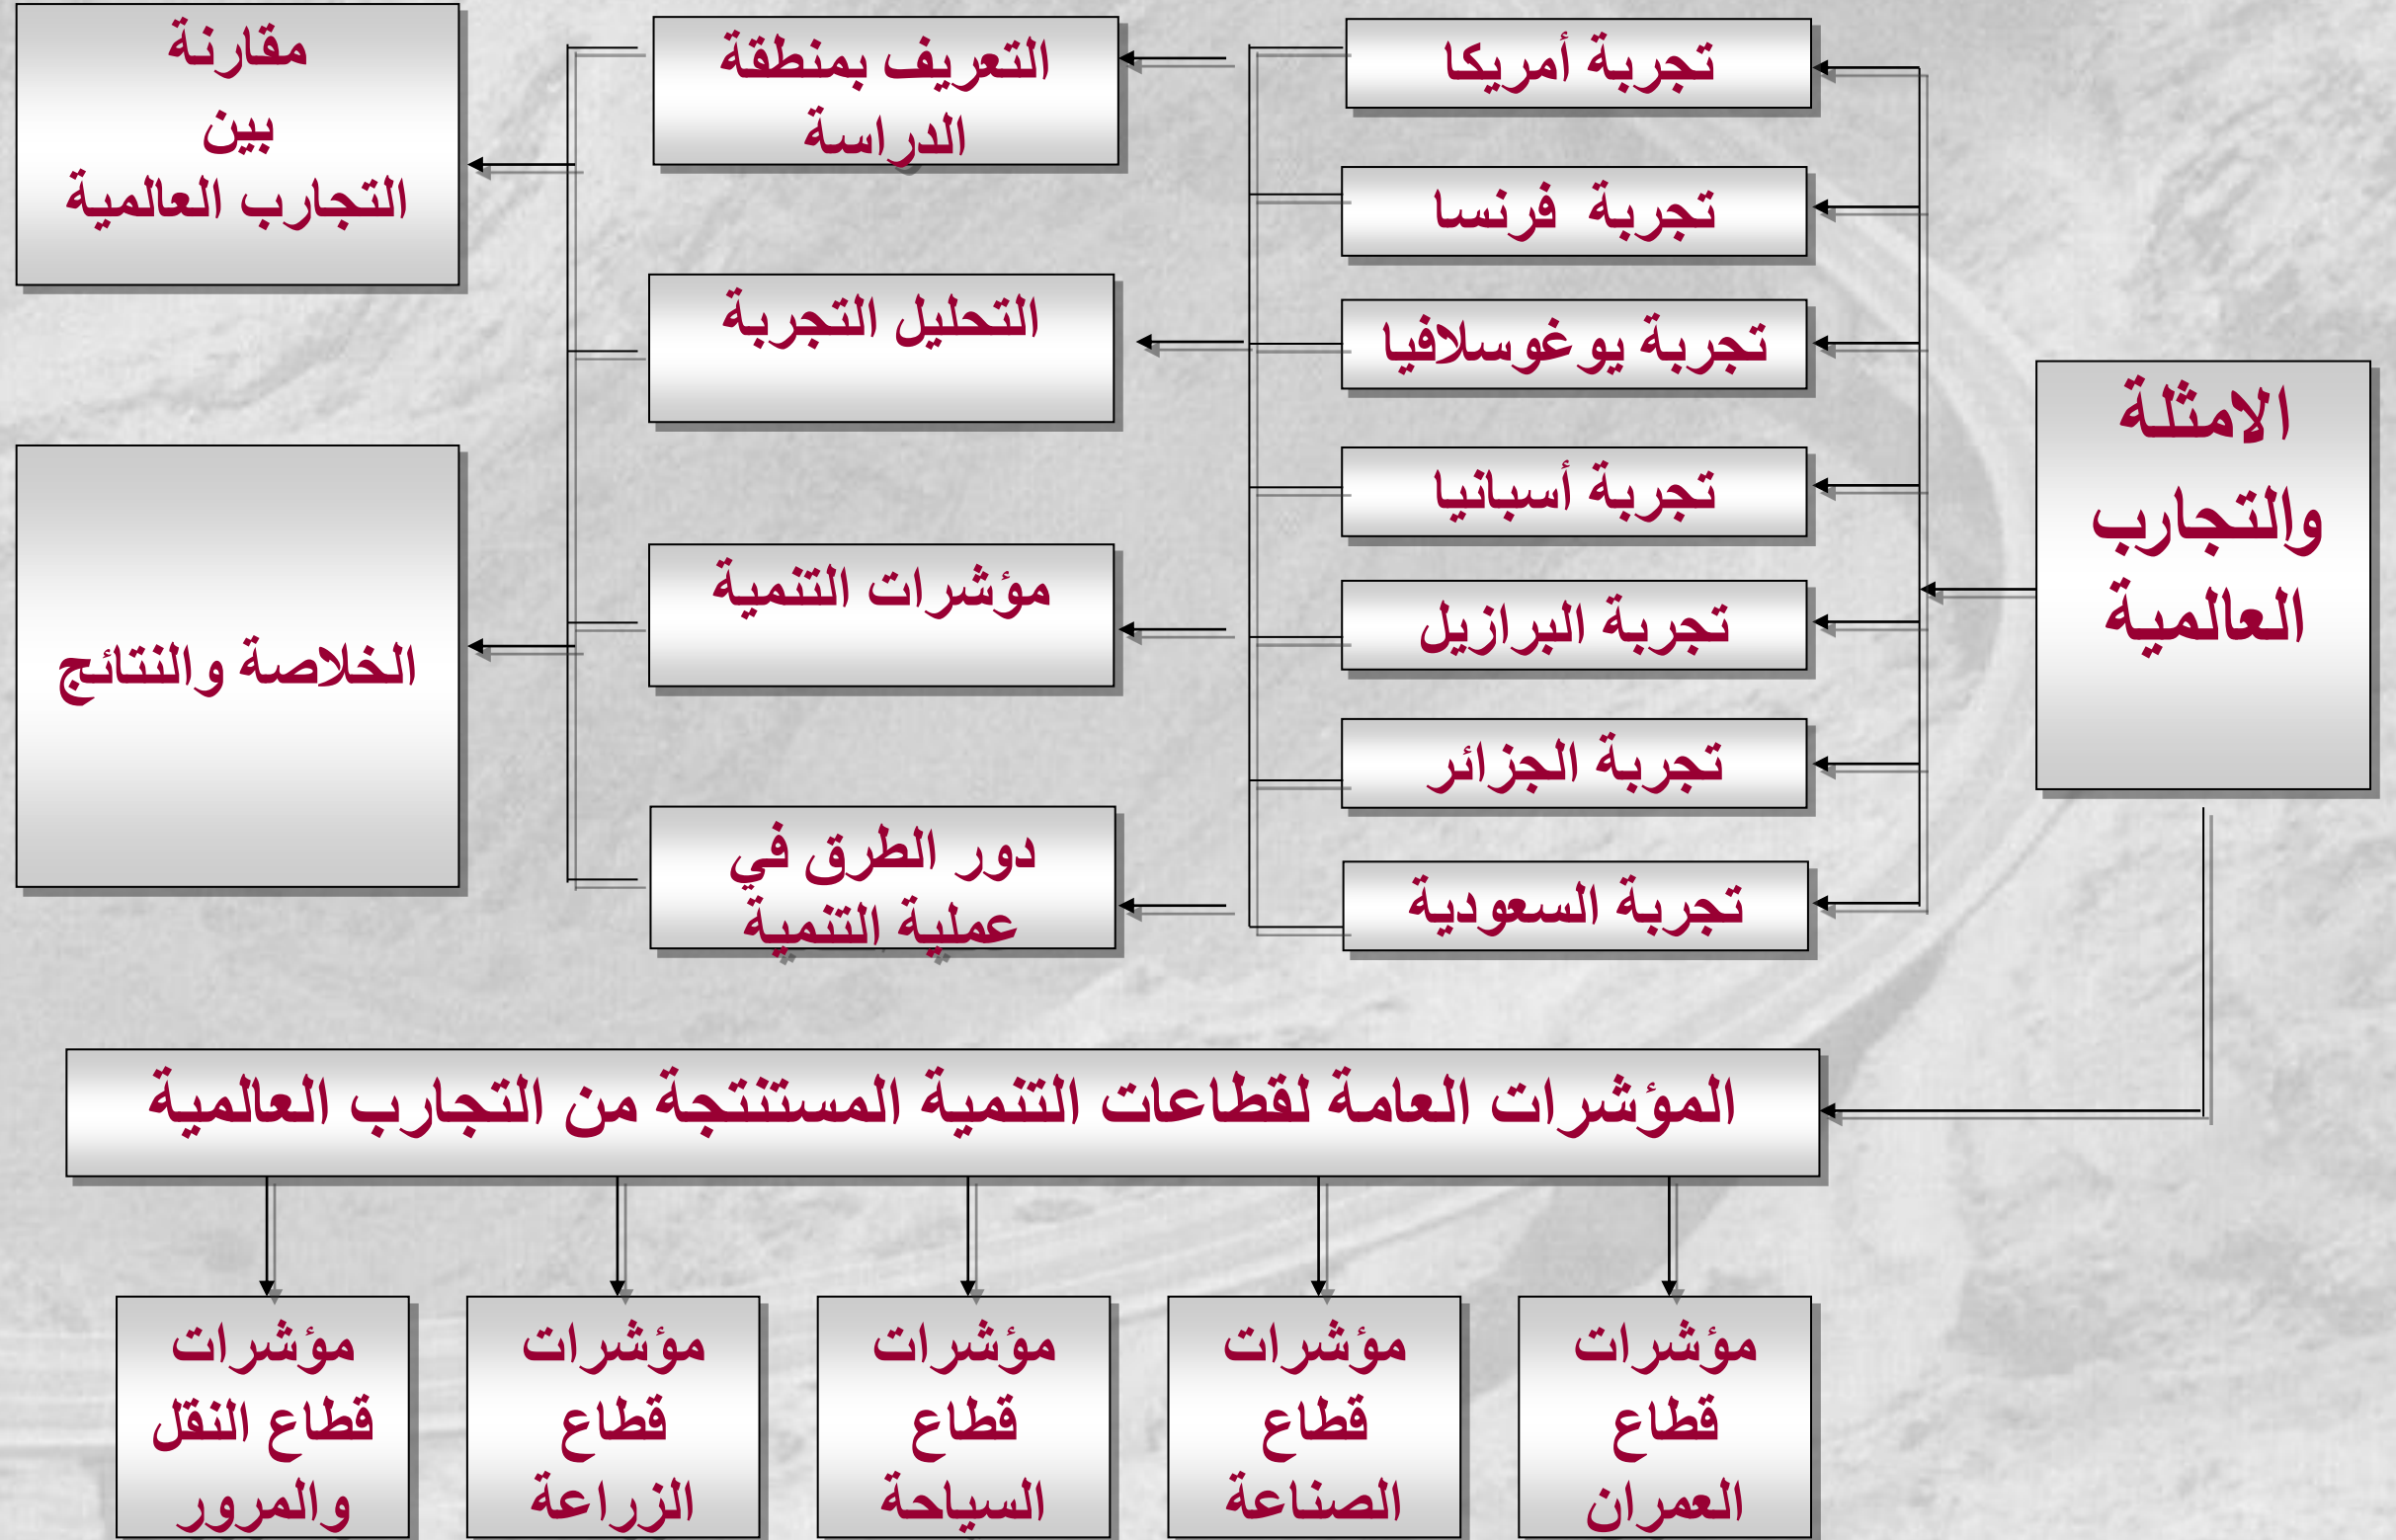 الامثلة
والتجارب
العالمية
تجربة أمريكا
تجربة فرنسا
تجربة يوغوسلافيا
تجربة أسبانيا
تجربة البرازيل
تجربة الجزائر
تجربة السعودية
التعريف بمنطقة
الدراسة
التحليل التجربة
مؤشرات التنمية
دور الطرق في
عملية التنمية
مقارنة
بين
التجارب العالمية
الخلاصة والنتائج
المؤشرات العامة لقطاعات التنمية المستنتجة من التجارب العالمية
مؤشرات
قطاع
العمران
مؤشرات
قطاع
الصناعة
مؤشرات
قطاع
السياحة
مؤشرات
قطاع
الزراعة
مؤشرات
قطاع النقل
والمرور